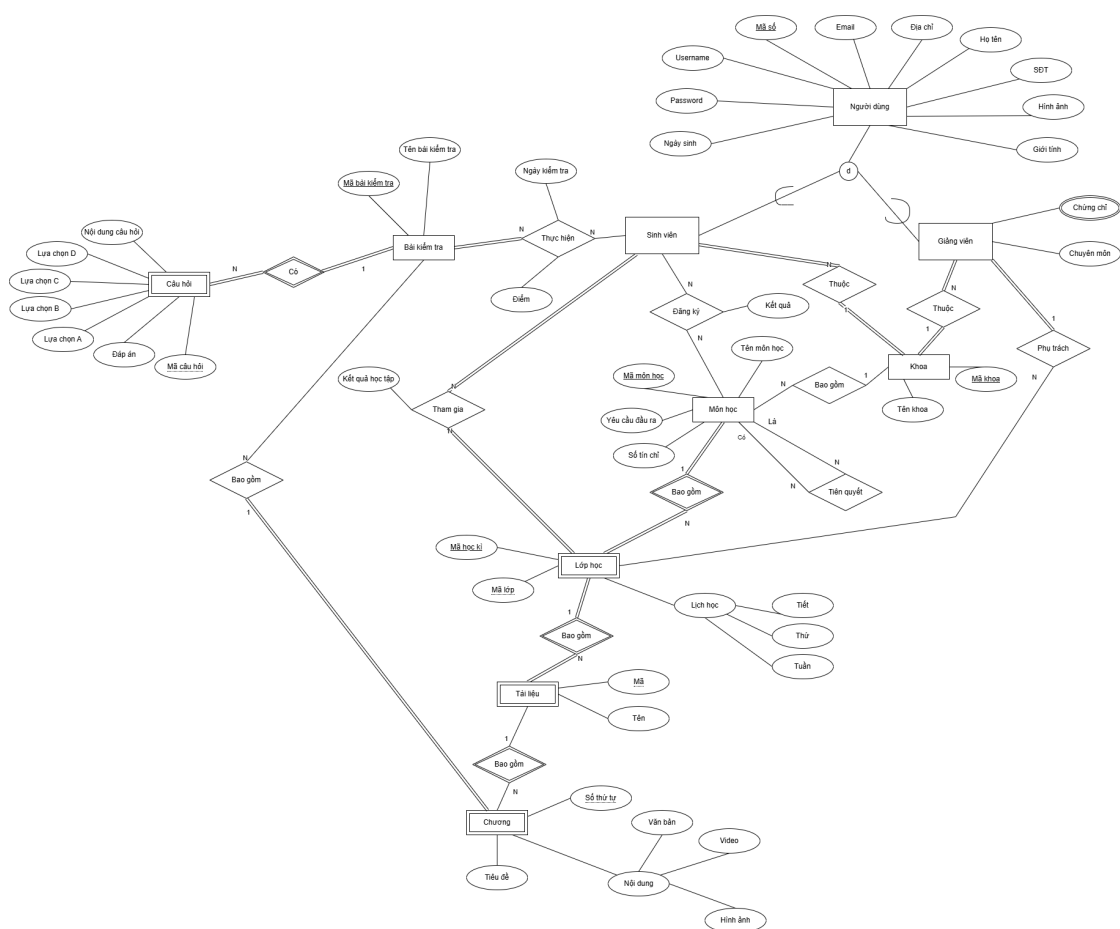 Mã số
Email
Địa chỉ
Họ tên
Username
SĐT
Password
Người dùng
Hình ảnh
Ngày sinh
Giới tính
d
Tên bài kiểm tra
Ngày kiểm tra
Mã bài kiểm tra
Chứng chỉ
Nội dung câu hỏi
N
Thực hiện
N
Sinh viên
Giảng viên
Bài kiểm tra
Lựa chọn D
Chuyên môn
N
Có
1
Lựa chọn C
Câu hỏi
N
Thuộc
N
N
Điểm
Lựa chọn B
Đăng ký
Kết quả
Thuộc
1
1
1
Lựa chọn A
Đáp án
N
Tên môn học
Phụ trách
Mã câu hỏi
Khoa
Mã khoa
Kết quả học tập
N
Mã môn học
N
Bao gồm
1
N
Tham gia
Môn học
Tên khoa
N
Yêu cầu đầu ra
Là
Có
Số tín chỉ
N
N
1
Bao gồm
Bao gồm
N
Tiên quyết
1
N
Mã học kì
Lớp học
Mã lớp
Lịch học
Tiết
1
Bao gồm
Thứ
N
Tuần
Mã
Tài liệu
Tên
1
Bao gồm
N
Số thứ tự
Chương
Văn bản
Video
Tiêu đề
Nội dung
Hình ảnh